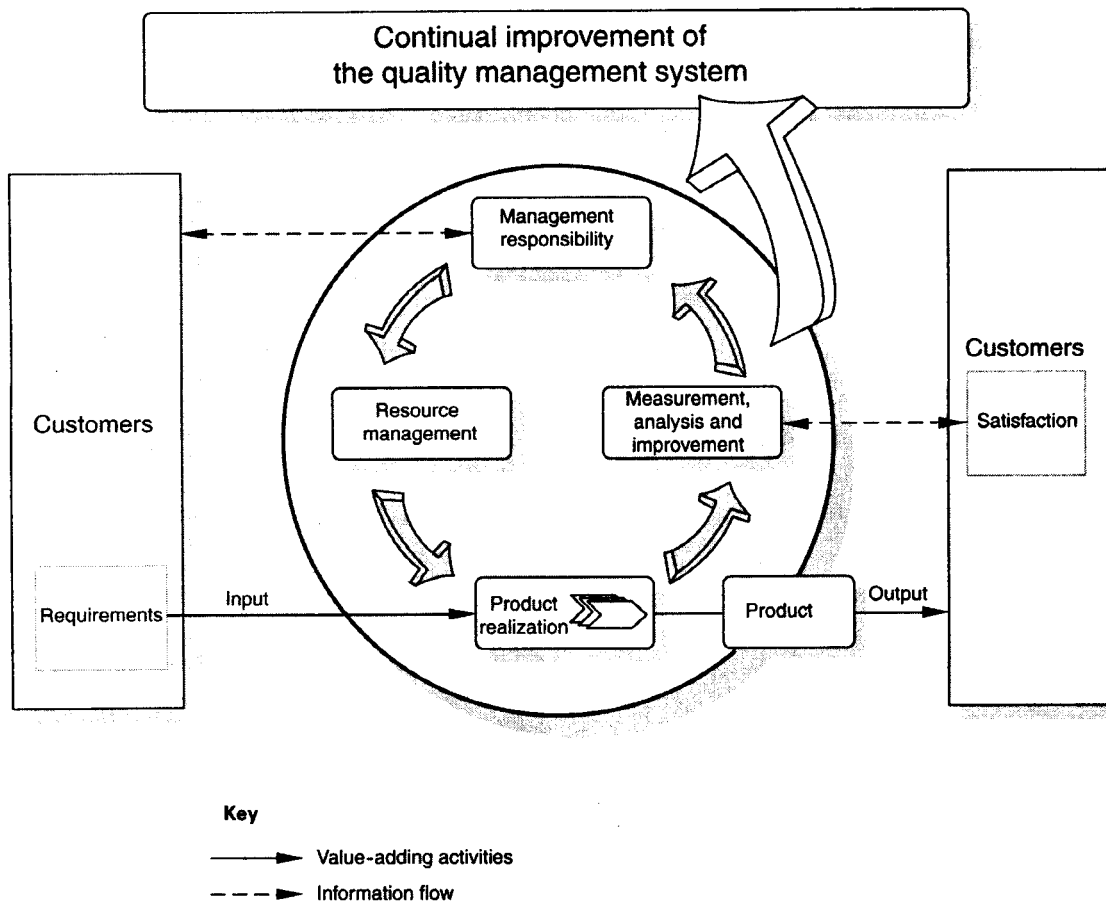 Continual improvement of
the quality management system
Management
responsibility
Customers
Resource
management
Measurement,
analysis and
improvement
Customers
Satisfaction
Requirements
Input
Product
realization
Product
Output
Key
Value-adding activities
Information flow